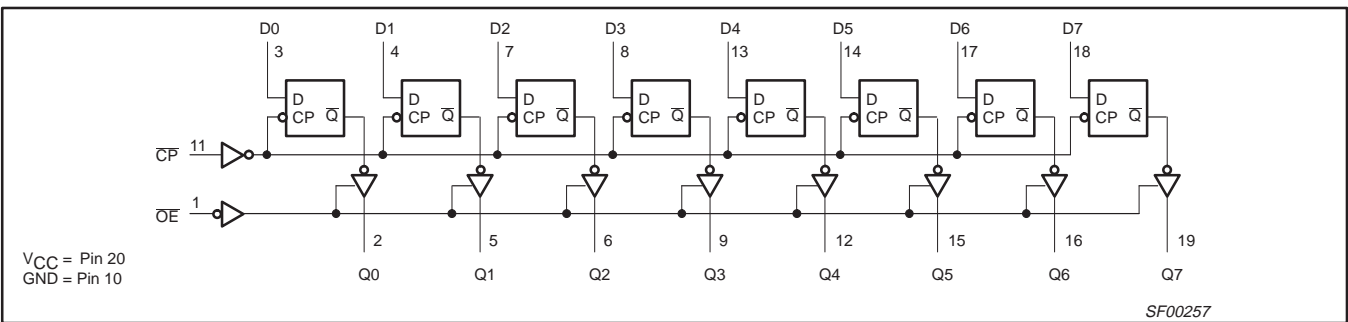 D0 D1 D2 D3 D4 D5 D6 D7
3 4 7 8 13 14 17 18
D D D D D D D D
CP Q̅ CP Q̅ CP Q̅ CP Q̅ CP Q̅ CP Q̅ CP Q̅ CP Q̅
C̅P̅ 11
O̅E̅ 1
2 5 6 9 12 15 16 19
VCC = Pin 20
GND = Pin 10
Q0 Q1 Q2 Q3 Q4 Q5 Q6 Q7
SF00257